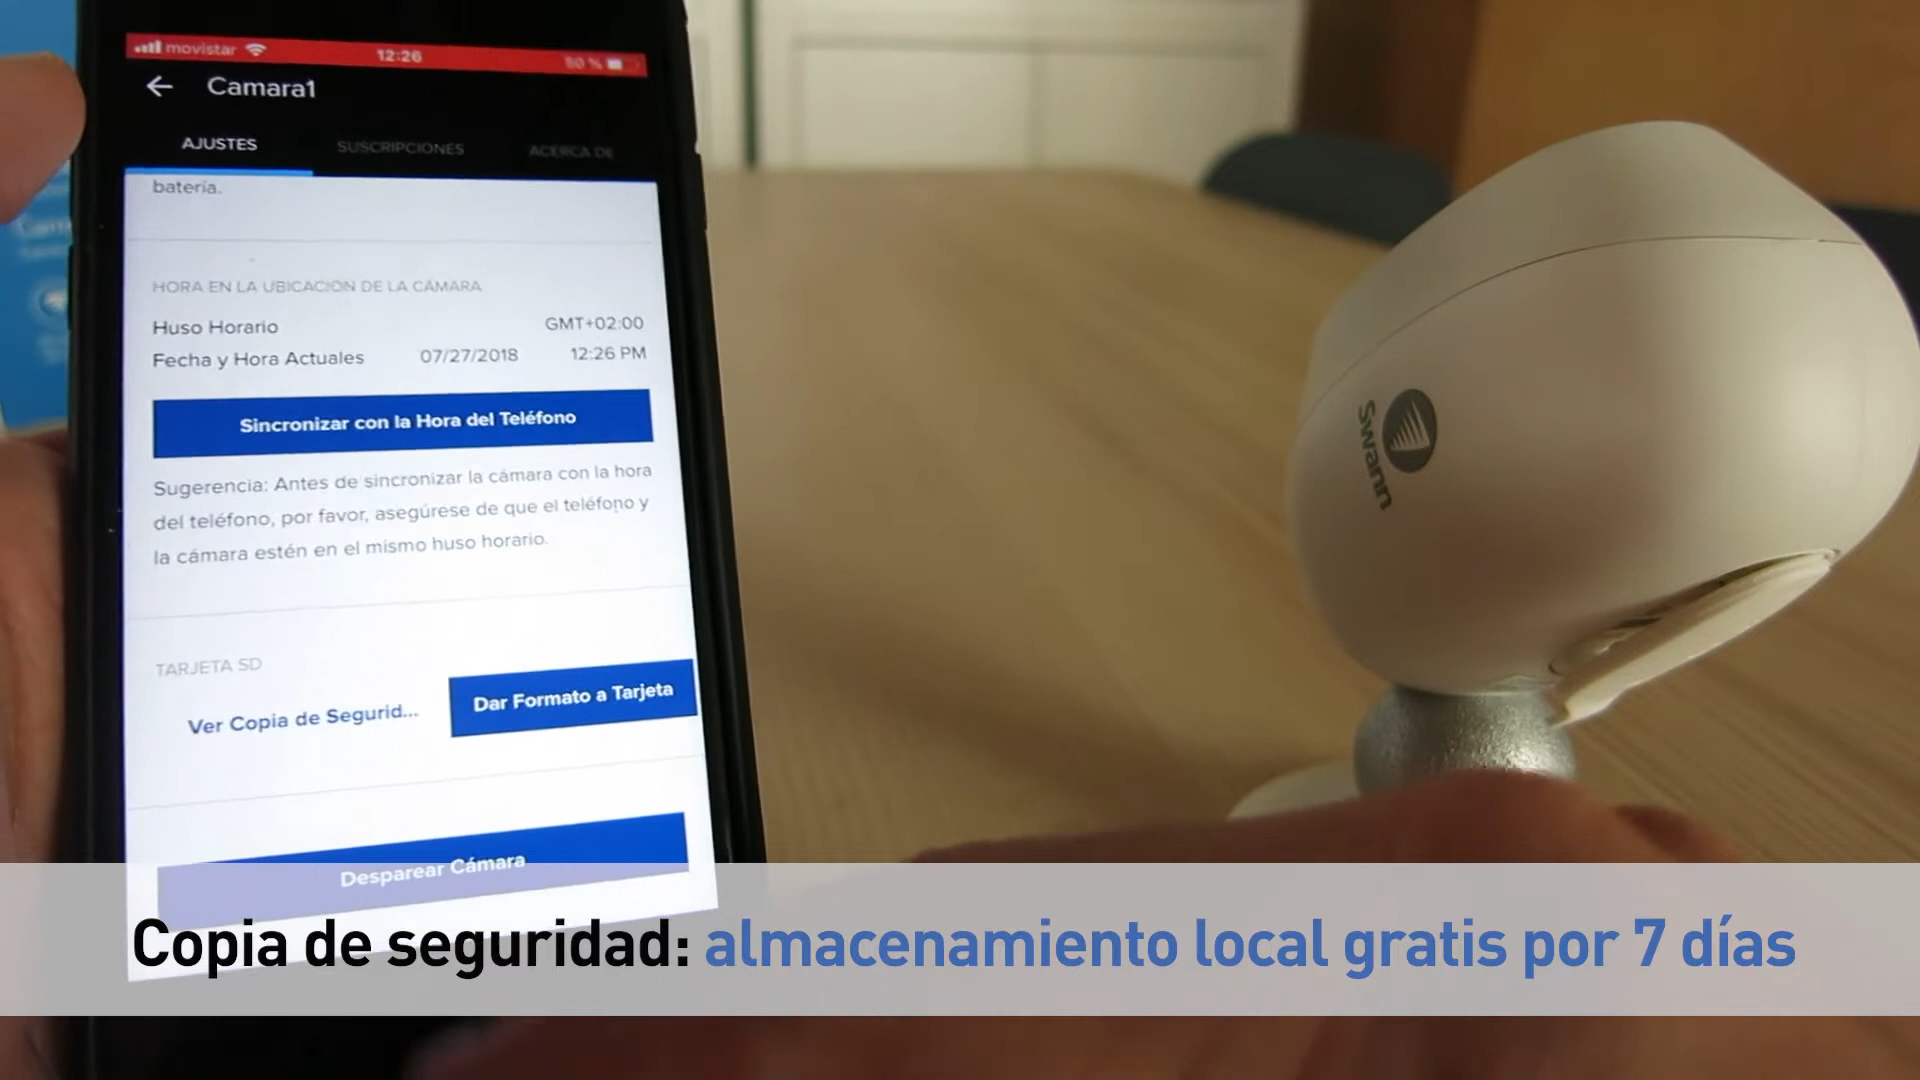 movistar 12:26 50 %
Camara1
AJUSTES SUSCRIPCIONES ACERCA DE
batería.
HORA EN LA UBICACIÓN DE LA CÁMARA
Huso Horario GMT+02:00
Fecha y Hora Actuales 07/27/2018 12:26 PM
Sincronizar con la Hora del Teléfono
Sugerencia: Antes de sincronizar la cámara con la hora
del teléfono, por favor, asegúrese de que el teléfono y
la cámara estén en el mismo huso horario.
TARJETA SD
Ver Copia de Segurid... Dar Formato a Tarjeta
Desparear Cámara
Swann
Copia de seguridad: almacenamiento local gratis por 7 días